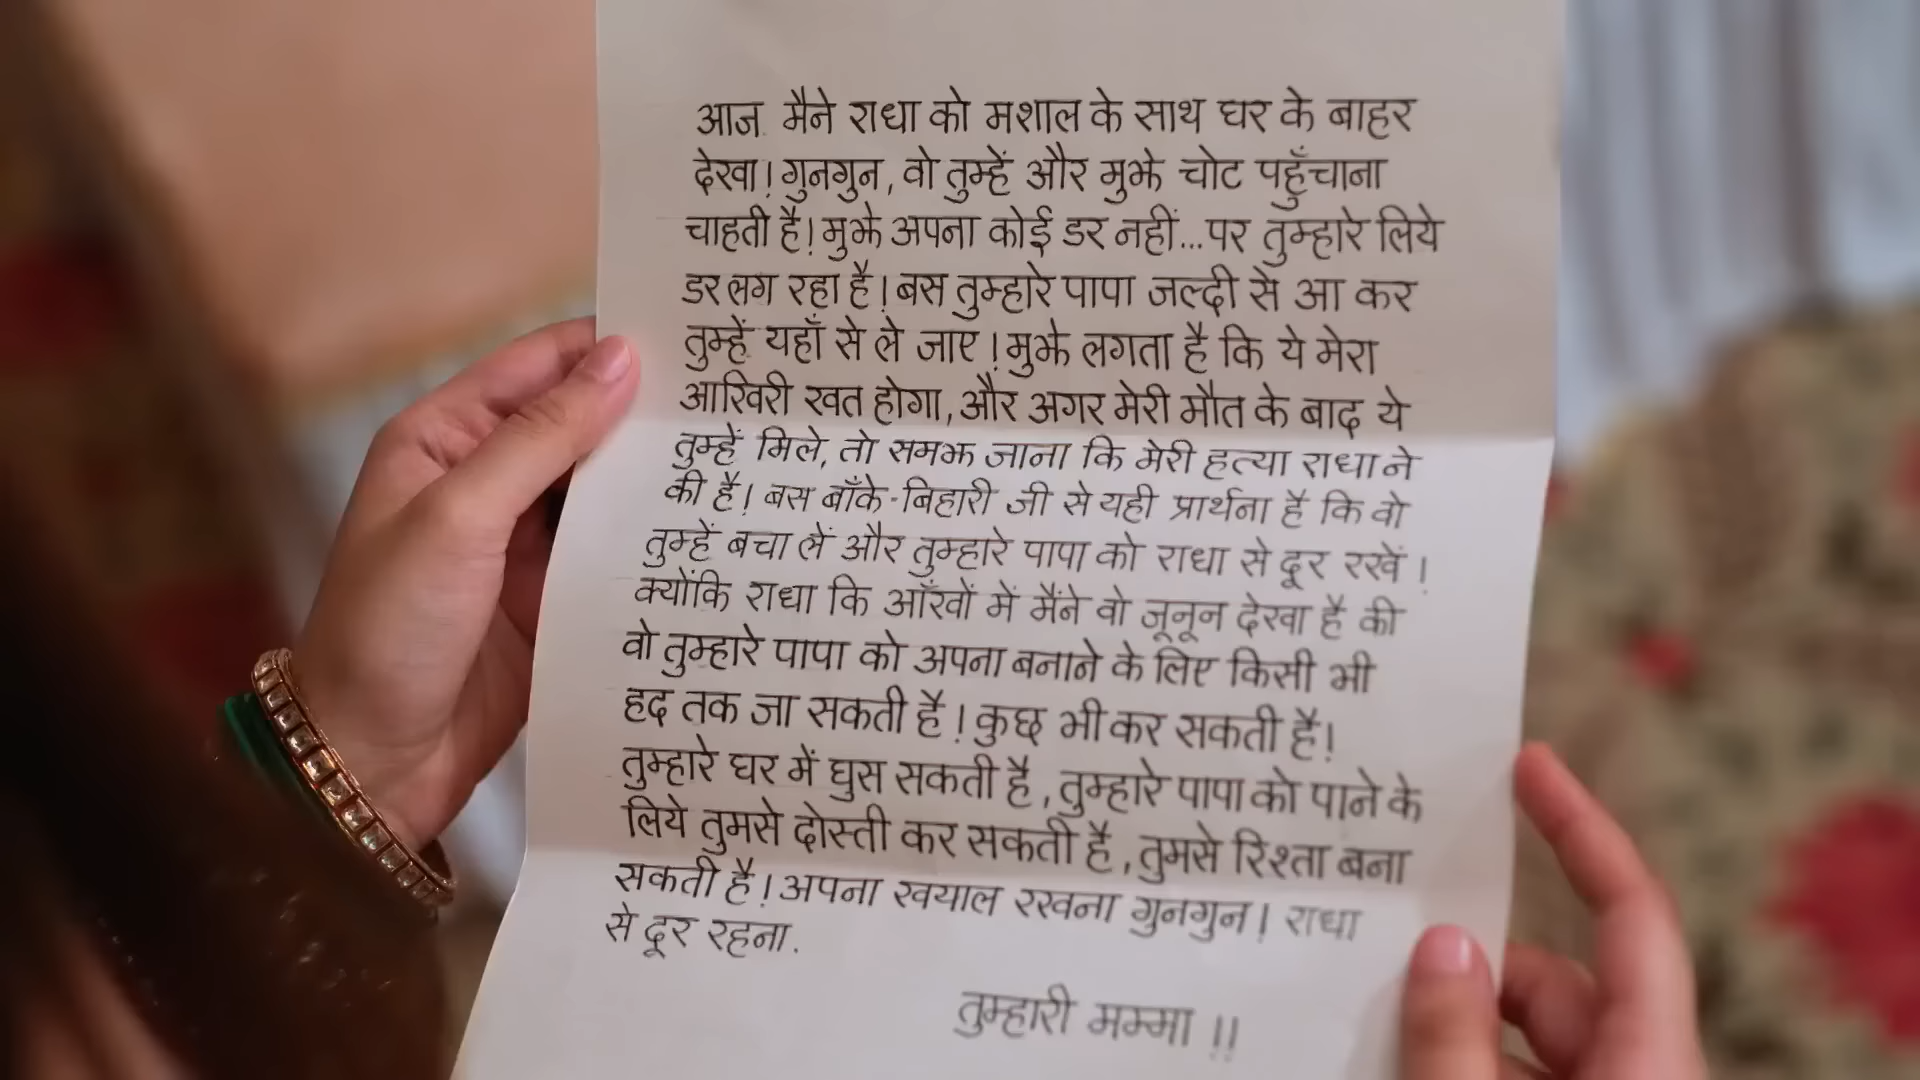 आज मैने राधा को मशाल के साथ घर के बाहर
देखा! गुनगुन, वो तुम्हें और मुझे चोट पहुँचाना
चाहती है! मुझे अपना कोई डर नहीं...पर तुम्हारे लिये
डर लग रहा है! बस तुम्हारे पापा जल्दी से आ कर
तुम्हें यहाँ से ले जाए! मुझे लगता है कि ये मेरा
आखिरी खत होगा, और अगर मेरी मौत के बाद ये
तुम्हें मिले, तो समझ जाना कि मेरी हत्या राधा ने
की है! बस बाँके-बिहारी जी से यही प्रार्थना है कि वो
तुम्हें बचा लें और तुम्हारे पापा को राधा से दूर रखें!
क्योंकि राधा कि आँखों में मैंने वो जूनून देखा है की
वो तुम्हारे पापा को अपना बनाने के लिए किसी भी
हद तक जा सकती है! कुछ भी कर सकती है!
तुम्हारे घर में घुस सकती है, तुम्हारे पापा को पाने के
लिये तुमसे दोस्ती कर सकती है, तुमसे रिश्ता बना
सकती है! अपना खयाल रखना गुनगुन! राधा
से दूर रहना.
तुम्हारी मम्मा !!